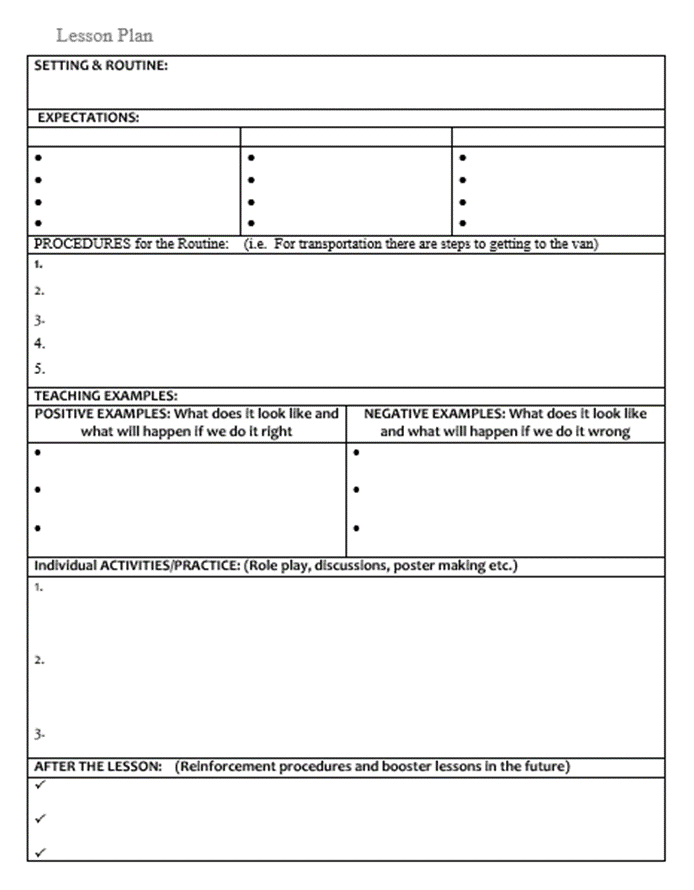 Lesson Plan
SETTING & ROUTINE:
EXPECTATIONS:
• • •
• • •
• • •
• • •
PROCEDURES for the Routine: (i.e. For transportation there are steps to getting to the van)
1.
2.
3.
4.
5.
TEACHING EXAMPLES:
POSITIVE EXAMPLES: What does it look like and
what will happen if we do it right
NEGATIVE EXAMPLES: What does it look like
and what will happen if we do it wrong
•
•
•
•
•
•
Individual ACTIVITIES/PRACTICE: (Role play, discussions, poster making etc.)
1.
2.
3.
AFTER THE LESSON: (Reinforcement procedures and booster lessons in the future)
✓
✓
✓